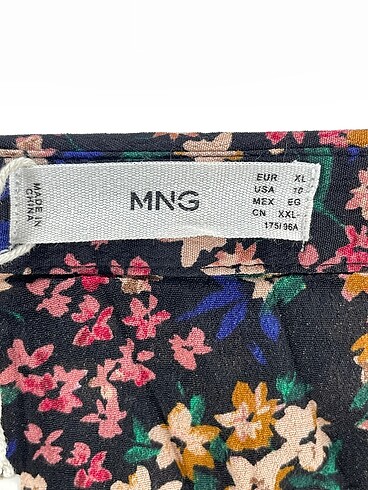 MADE IN
CHINA
MNG
EUR XL
USA 10
MEX EG
CN XXL-
175/96A